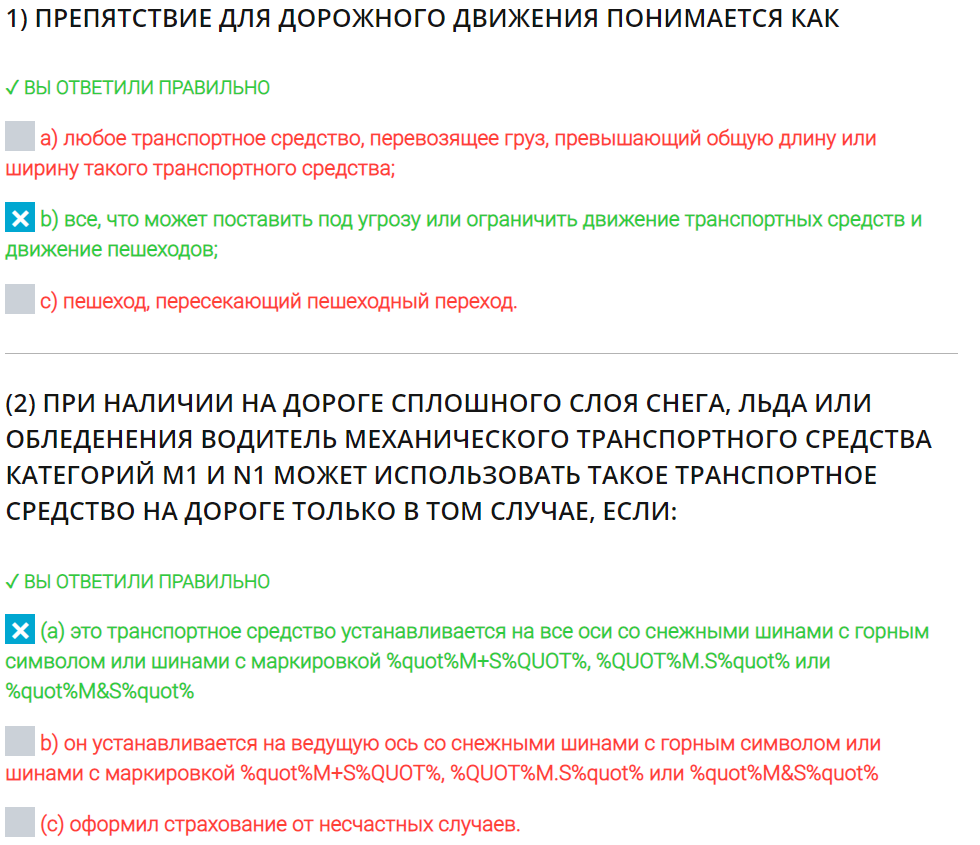 1) ПРЕПЯТСТВИЕ ДЛЯ ДОРОЖНОГО ДВИЖЕНИЯ ПОНИМАЕТСЯ КАК
✓ ВЫ ОТВЕТИЛИ ПРАВИЛЬНО
a) любое транспортное средство, перевозящее груз, превышающий общую длину или
ширину такого транспортного средства;
b) все, что может поставить под угрозу или ограничить движение транспортных средств и
движение пешеходов;
c) пешеход, пересекающий пешеходный переход.
(2) ПРИ НАЛИЧИИ НА ДОРОГЕ СПЛОШНОГО СЛОЯ СНЕГА, ЛЬДА ИЛИ
ОБЛЕДЕНЕНИЯ ВОДИТЕЛЬ МЕХАНИЧЕСКОГО ТРАНСПОРТНОГО СРЕДСТВА
КАТЕГОРИЙ M1 И N1 МОЖЕТ ИСПОЛЬЗОВАТЬ ТАКОЕ ТРАНСПОРТНОЕ
СРЕДСТВО НА ДОРОГЕ ТОЛЬКО В ТОМ СЛУЧАЕ, ЕСЛИ:
✓ ВЫ ОТВЕТИЛИ ПРАВИЛЬНО
(a) это транспортное средство устанавливается на все оси со снежными шинами с горным
символом или шинами с маркировкой %quot%M+S%QUOT%, %QUOT%M.S%quot% или
%quot%M&S%quot%
b) он устанавливается на ведущую ось со снежными шинами с горным символом или
шинами с маркировкой %quot%M+S%QUOT%, %QUOT%M.S%quot% или %quot%M&S%quot%
(c) оформил страхование от несчастных случаев.